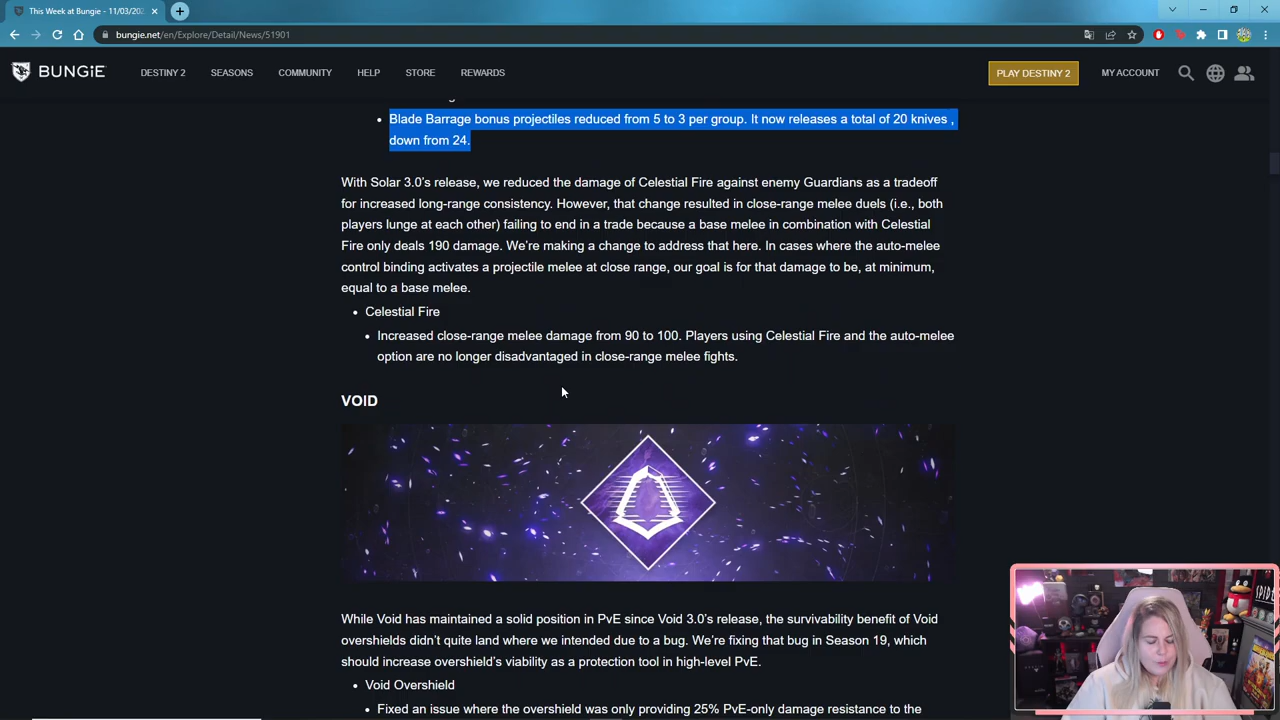 This Week at Bungie - 11/03/202
bungie.net/en/Explore/Detail/News/51901
BUNGiE
DESTINY 2
SEASONS
COMMUNITY
HELP
STORE
REWARDS
PLAY DESTINY 2
MY ACCOUNT
Blade Barrage bonus projectiles reduced from 5 to 3 per group. It now releases a total of 20 knives ,
down from 24.
With Solar 3.0's release, we reduced the damage of Celestial Fire against enemy Guardians as a tradeoff
for increased long-range consistency. However, that change resulted in close-range melee duels (i.e., both
players lunge at each other) failing to end in a trade because a base melee in combination with Celestial
Fire only deals 190 damage. We're making a change to address that here. In cases where the auto-melee
control binding activates a projectile melee at close range, our goal is for that damage to be, at minimum,
equal to a base melee.
Celestial Fire
Increased close-range melee damage from 90 to 100. Players using Celestial Fire and the auto-melee
option are no longer disadvantaged in close-range melee fights.
VOID
While Void has maintained a solid position in PvE since Void 3.0's release, the survivability benefit of Void
overshields didn't quite land where we intended due to a bug. We're fixing that bug in Season 19, which
should increase overshield's viability as a protection tool in high-level PvE.
Void Overshield
Fixed an issue where the overshield was only providing 25% PvE-only damage resistance to the